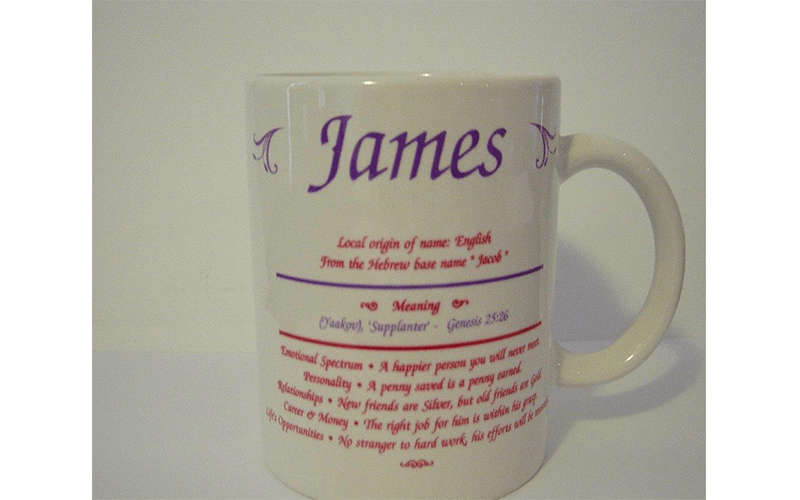 James
Local origin of name: English
From the Hebrew base name " Jacob "
Meaning
(Yaakov), 'Supplanter' - Genesis 25:26
Emotional Spectrum • A happier person you will never meet.
Personality • A penny saved is a penny earned.
Relationships • New friends are Silver, but old friends are Gold.
Career & Money • The right job for him is within his grasp.
Life's Opportunities • No stranger to hard work, his efforts will be